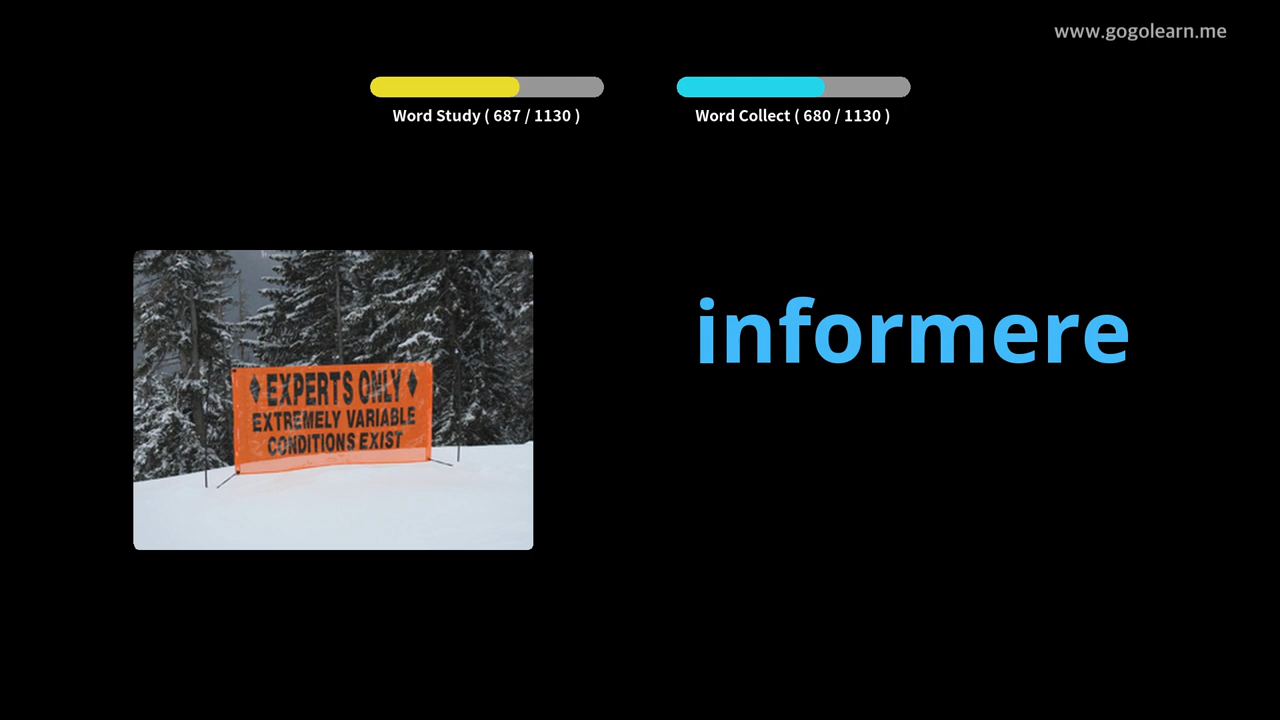 www.gogolearn.me
Word Study ( 687 / 1130 )
Word Collect ( 680 / 1130 )
EXPERTS ONLY
EXTREMELY VARIABLE
CONDITIONS EXIST
informere